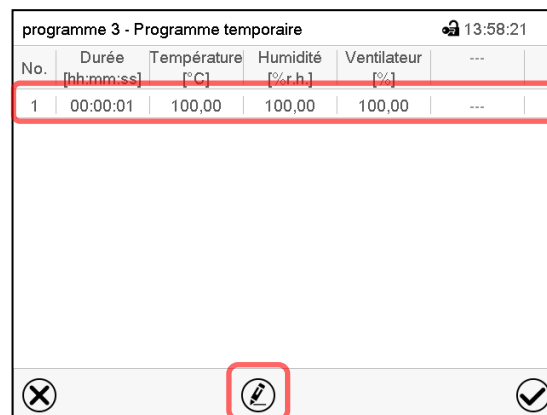 programme 3 - Programme temporaire 13:58:21
No. Durée [hh:mm:ss] Température [°C] Humidité [%r.h.] Ventilateur [%] ---
1 00:00:01 100,00 100,00 100,00 ---